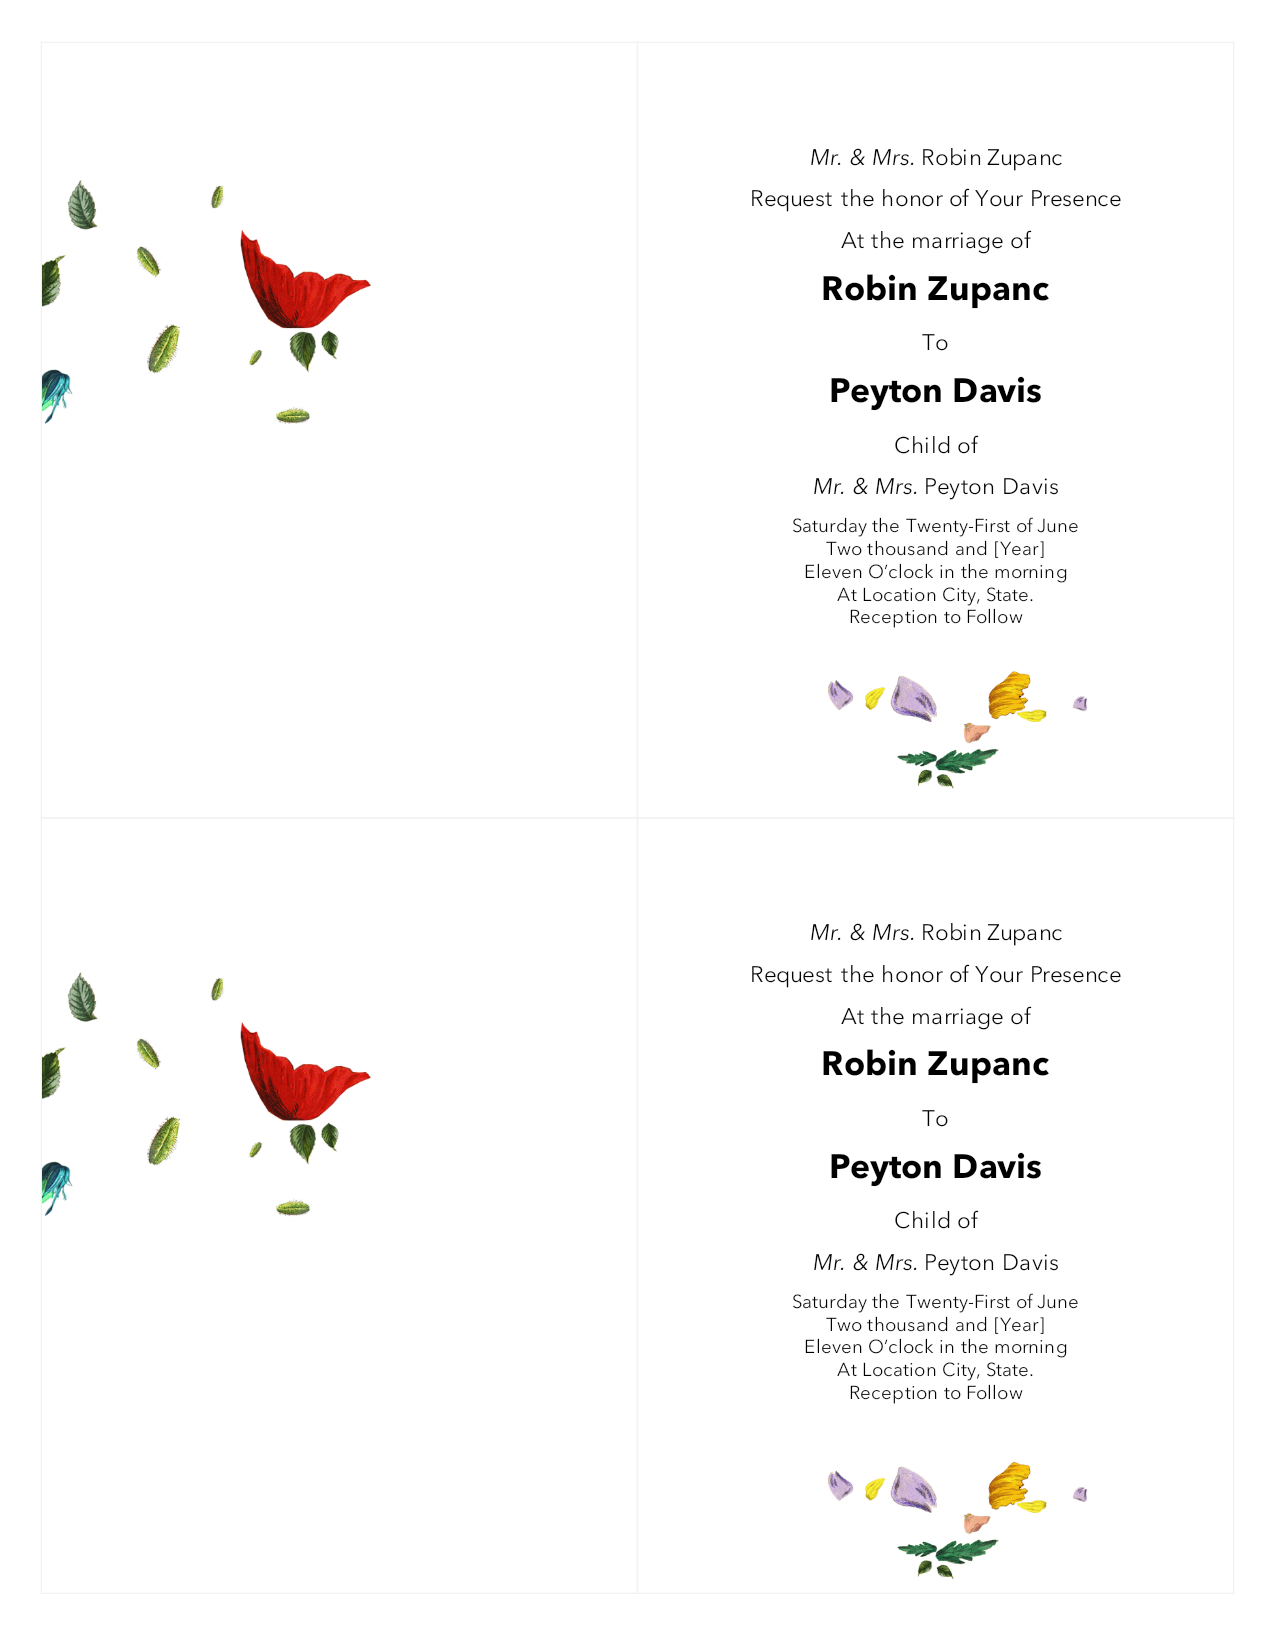 Mr. & Mrs. Robin Zupanc
Request the honor of Your Presence
At the marriage of
Robin Zupanc
To
Peyton Davis
Child of
Mr. & Mrs. Peyton Davis
Saturday the Twenty-First of June
Two thousand and [Year]
Eleven O’clock in the morning
At Location City, State.
Reception to Follow
Mr. & Mrs. Robin Zupanc
Request the honor of Your Presence
At the marriage of
Robin Zupanc
To
Peyton Davis
Child of
Mr. & Mrs. Peyton Davis
Saturday the Twenty-First of June
Two thousand and [Year]
Eleven O’clock in the morning
At Location City, State.
Reception to Follow